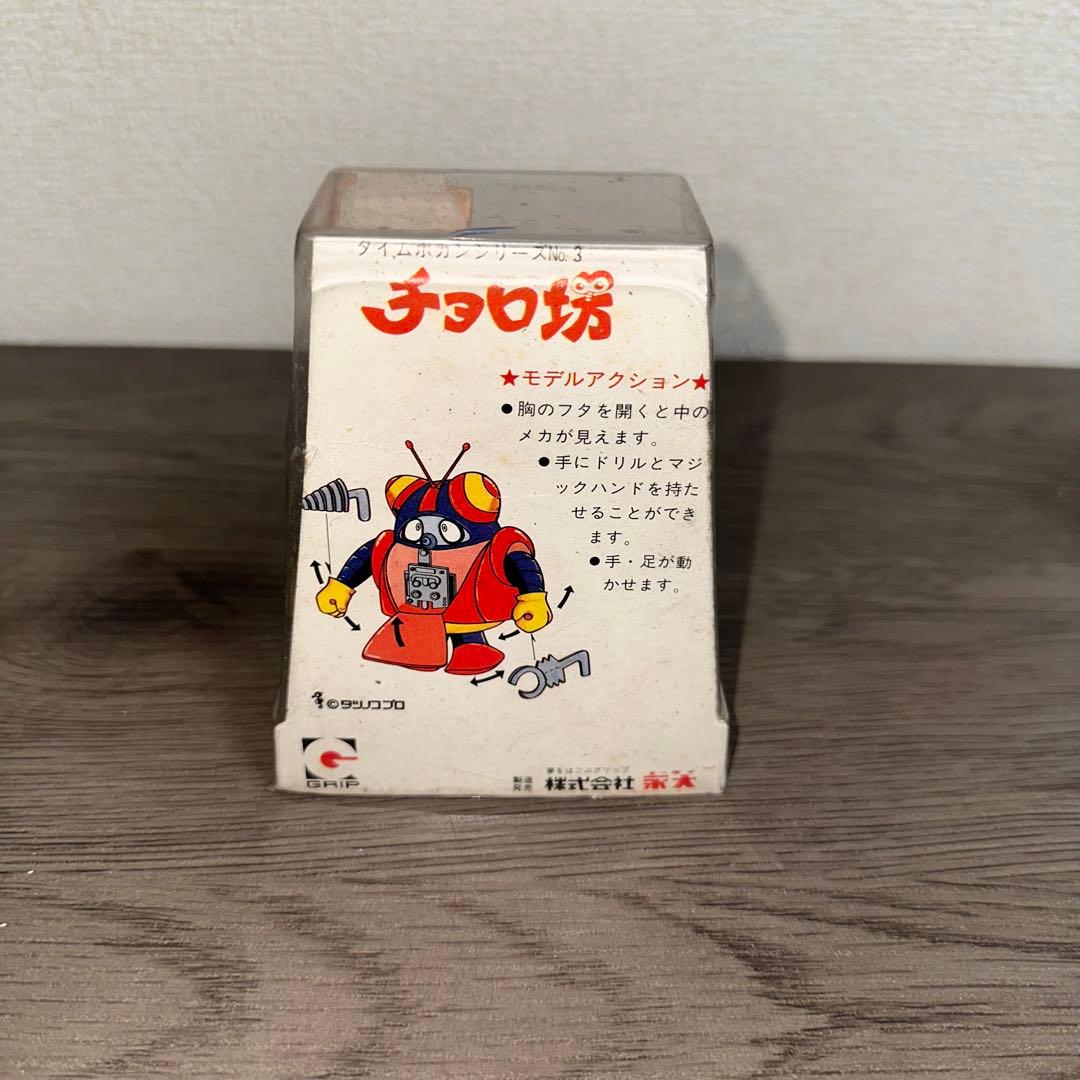 タイムボカンシリーズNo.3
チョロ坊
★モデルアクション★
●胸のフタを開くと中の
メカが見えます。
●手にドリルとマジ
ックハンドを持た
せることができ
ます。
●手・足が動
かせます。
©タツノコプロ
GRIP
夢をはこぶグリップ
製造
発売
株式会社